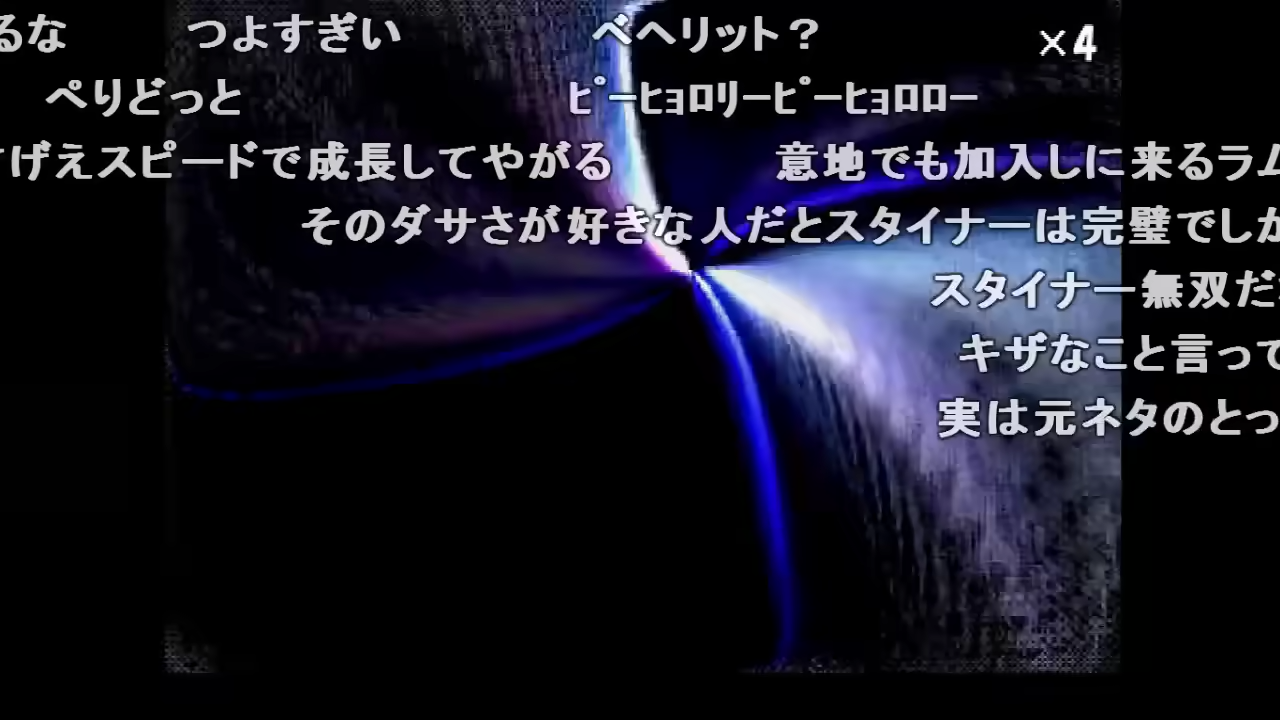 るな つよすぎい ベヘリット？ ×4
ぺりどっと ﾋﾟｰﾋｮﾛﾘｰﾋﾟｰﾋｮﾛﾛｰ
げえスピードで成長してやがる 意地でも加入しに来るラム
そのダサさが好きな人だとスタイナーは完璧でしか
スタイナー無双だ
キザなこと言って
実は元ネタのとっ